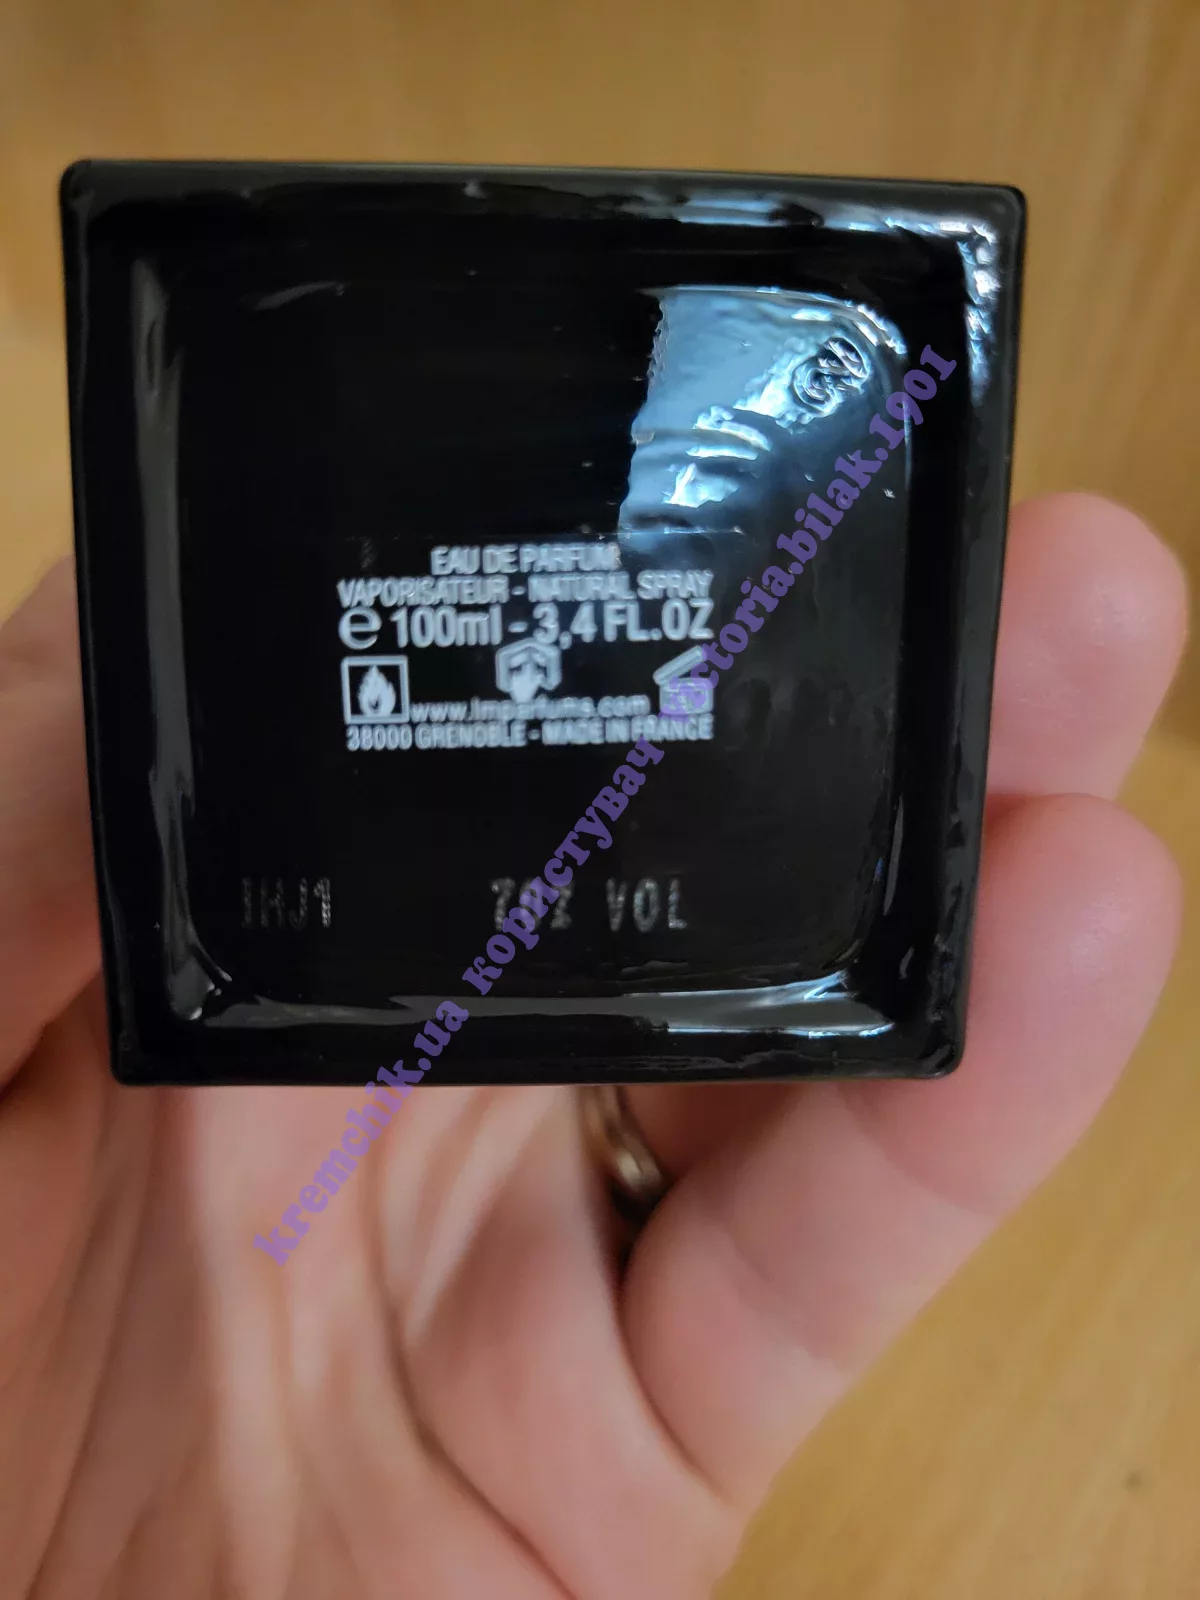 EAU DE PARFUM
VAPORISATEUR - NATURAL SPRAY
e 100ml - 3,4 FL.OZ
www.lmparfums.com
38000 GRENOBLE - MADE IN FRANCE
VOL
kremchik.ua користувач victoria.bilak.1901